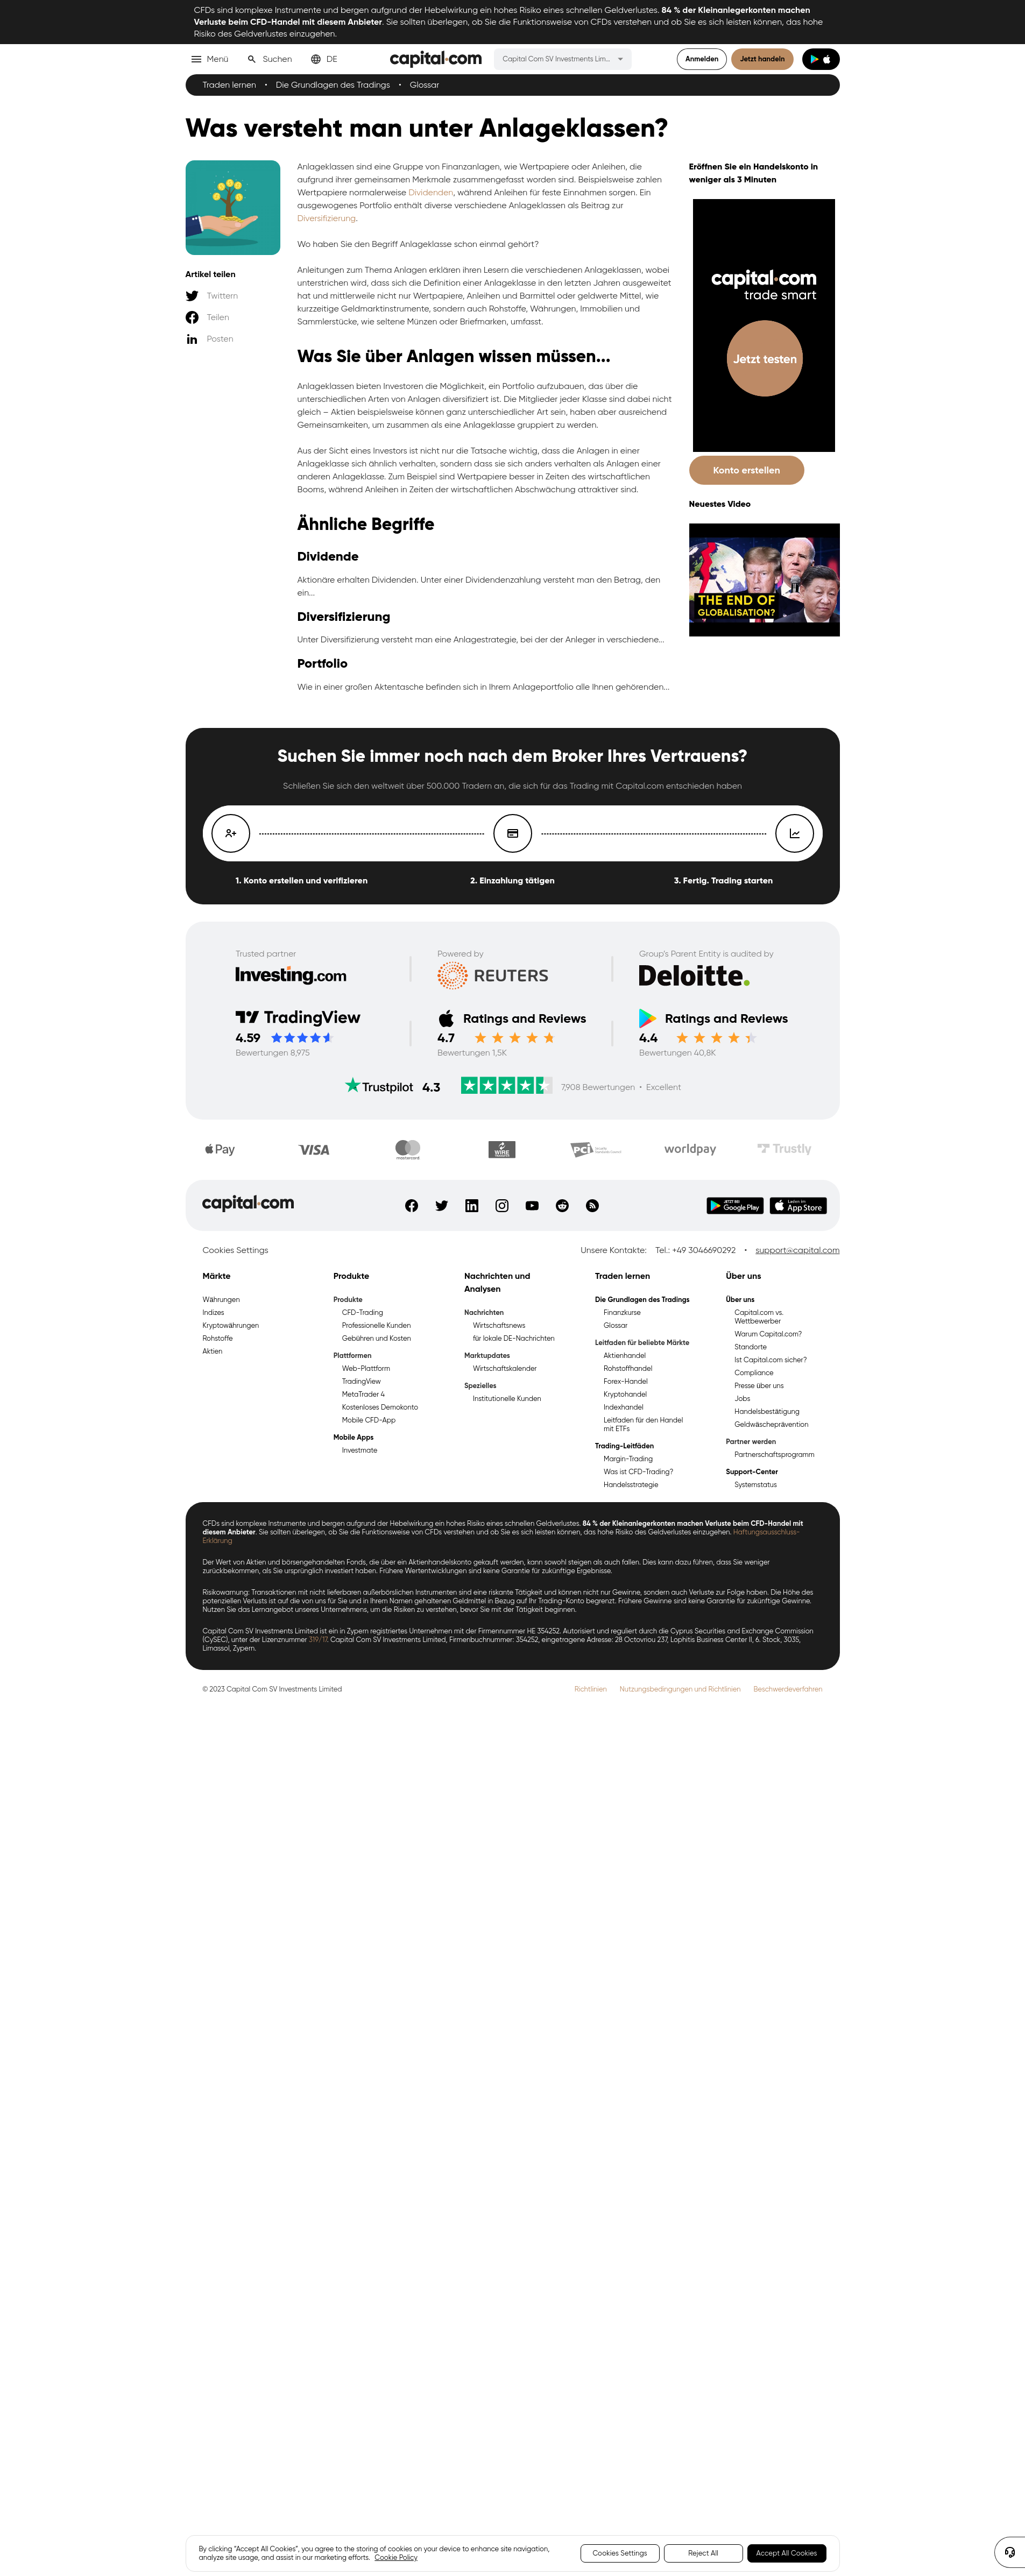 CFDs sind komplexe Instrumente und bergen aufgrund der Hebelwirkung ein hohes Risiko eines schnellen Geldverlustes. 84 % der Kleinanlegerkonten machen
Verluste beim CFD-Handel mit diesem Anbieter. Sie sollten überlegen, ob Sie die Funktionsweise von CFDs verstehen und ob Sie es sich leisten können, das hohe
Risiko des Geldverlustes einzugehen.
Menü
Suchen
DE
capital.com
Capital Com SV Investments Lim...
Anmelden
Jetzt handeln
Traden lernen • Die Grundlagen des Tradings • Glossar
Was versteht man unter Anlageklassen?
Artikel teilen
Twittern
Teilen
Posten
Anlageklassen sind eine Gruppe von Finanzanlagen, wie Wertpapiere oder Anleihen, die
aufgrund ihrer gemeinsamen Merkmale zusammengefasst worden sind. Beispielsweise zahlen
Wertpapiere normalerweise Dividenden, während Anleihen für feste Einnahmen sorgen. Ein
ausgewogenes Portfolio enthält diverse verschiedene Anlageklassen als Beitrag zur
Diversifizierung.
Wo haben Sie den Begriff Anlageklasse schon einmal gehört?
Anleitungen zum Thema Anlagen erklären ihren Lesern die verschiedenen Anlageklassen, wobei
unterstrichen wird, dass sich die Definition einer Anlageklasse in den letzten Jahren ausgeweitet
hat und mittlerweile nicht nur Wertpapiere, Anleihen und Barmittel oder geldwerte Mittel, wie
kurzzeitige Geldmarktinstrumente, sondern auch Rohstoffe, Währungen, Immobilien und
Sammlerstücke, wie seltene Münzen oder Briefmarken, umfasst.
Was Sie über Anlagen wissen müssen...
Anlageklassen bieten Investoren die Möglichkeit, ein Portfolio aufzubauen, das über die
unterschiedlichen Arten von Anlagen diversifiziert ist. Die Mitglieder jeder Klasse sind dabei nicht
gleich – Aktien beispielsweise können ganz unterschiedlicher Art sein, haben aber ausreichend
Gemeinsamkeiten, um zusammen als eine Anlageklasse gruppiert zu werden.
Aus der Sicht eines Investors ist nicht nur die Tatsache wichtig, dass die Anlagen in einer
Anlageklasse sich ähnlich verhalten, sondern dass sie sich anders verhalten als Anlagen einer
anderen Anlageklasse. Zum Beispiel sind Wertpapiere besser in Zeiten des wirtschaftlichen
Booms, während Anleihen in Zeiten der wirtschaftlichen Abschwächung attraktiver sind.
Ähnliche Begriffe
Dividende
Aktionäre erhalten Dividenden. Unter einer Dividendenzahlung versteht man den Betrag, den
ein...
Diversifizierung
Unter Diversifizierung versteht man eine Anlagestrategie, bei der der Anleger in verschiedene...
Portfolio
Wie in einer großen Aktentasche befinden sich in Ihrem Anlageportfolio alle Ihnen gehörenden...
Eröffnen Sie ein Handelskonto in
weniger als 3 Minuten
capital.com
trade smart
Jetzt testen
Konto erstellen
Neuestes Video
THE END OF
GLOBALISATION?
Suchen Sie immer noch nach dem Broker Ihres Vertrauens?
Schließen Sie sich den weltweit über 500.000 Tradern an, die sich für das Trading mit Capital.com entschieden haben
1. Konto erstellen und verifizieren
2. Einzahlung tätigen
3. Fertig. Trading starten
Trusted partner
Investing.com
Powered by
REUTERS
Group's Parent Entity is audited by
Deloitte.
TradingView
4.59
Bewertungen 8,975
Ratings and Reviews
4.7
Bewertungen 1,5K
Ratings and Reviews
4.4
Bewertungen 40,8K
Trustpilot 4.3
7,908 Bewertungen • Excellent
Pay
VISA
mastercard
WIRE
PCI
worldpay
Trustly
capital.com
JETZT BEI
Google Play
Laden im
App Store
Cookies Settings
Unsere Kontakte: Tel.: +49 3046690292 • support@capital.com
Märkte
Währungen
Indizes
Kryptowährungen
Rohstoffe
Aktien
Produkte
Produkte
CFD-Trading
Professionelle Kunden
Gebühren und Kosten
Plattformen
Web-Plattform
TradingView
MetaTrader 4
Kostenloses Demokonto
Mobile CFD-App
Mobile Apps
Investmate
Nachrichten und
Analysen
Nachrichten
Wirtschaftsnews
für lokale DE-Nachrichten
Marktupdates
Wirtschaftskalender
Spezielles
Institutionelle Kunden
Traden lernen
Die Grundlagen des Tradings
Finanzkurse
Glossar
Leitfaden für beliebte Märkte
Aktienhandel
Rohstoffhandel
Forex-Handel
Kryptohandel
Indexhandel
Leitfaden für den Handel
mit ETFs
Trading-Leitfäden
Margin-Trading
Was ist CFD-Trading?
Handelsstrategie
Über uns
Über uns
Capital.com vs.
Wettbewerber
Warum Capital.com?
Standorte
Ist Capital.com sicher?
Compliance
Presse über uns
Jobs
Handelsbestätigung
Geldwäscheprävention
Partner werden
Partnerschaftsprogramm
Support-Center
Systemstatus
CFDs sind komplexe Instrumente und bergen aufgrund der Hebelwirkung ein hohes Risiko eines schnellen Geldverlustes. 84 % der Kleinanlegerkonten machen Verluste beim CFD-Handel mit
diesem Anbieter. Sie sollten überlegen, ob Sie die Funktionsweise von CFDs verstehen und ob Sie es sich leisten können, das hohe Risiko des Geldverlustes einzugehen. Haftungsausschluss-
Erklärung
Der Wert von Aktien und börsengehandelten Fonds, die über ein Aktienhandelskonto gekauft werden, kann sowohl steigen als auch fallen. Dies kann dazu führen, dass Sie weniger
zurückbekommen, als Sie ursprünglich investiert haben. Frühere Wertentwicklungen sind keine Garantie für zukünftige Ergebnisse.
Risikowarnung: Transaktionen mit nicht lieferbaren außerbörslichen Instrumenten sind eine riskante Tätigkeit und können nicht nur Gewinne, sondern auch Verluste zur Folge haben. Die Höhe des
potenziellen Verlusts ist auf die von uns für Sie und in Ihrem Namen gehaltenen Geldmittel in Bezug auf Ihr Trading-Konto begrenzt. Frühere Gewinne sind keine Garantie für zukünftige Gewinne.
Nutzen Sie das Lernangebot unseres Unternehmens, um die Risiken zu verstehen, bevor Sie mit der Tätigkeit beginnen.
Capital Com SV Investments Limited ist ein in Zypern registriertes Unternehmen mit der Firmennummer HE 354252. Autorisiert und reguliert durch die Cyprus Securities and Exchange Commission
(CySEC), unter der Lizenznummer 319/17. Capital Com SV Investments Limited, Firmenbuchnummer: 354252, eingetragene Adresse: 28 Octovriou 237, Lophitis Business Center II, 6. Stock, 3035,
Limassol, Zypern.
© 2023 Capital Com SV Investments Limited
Richtlinien
Nutzungsbedingungen und Richtlinien
Beschwerdeverfahren
By clicking “Accept All Cookies”, you agree to the storing of cookies on your device to enhance site navigation,
analyze site usage, and assist in our marketing efforts. Cookie Policy
Cookies Settings
Reject All
Accept All Cookies